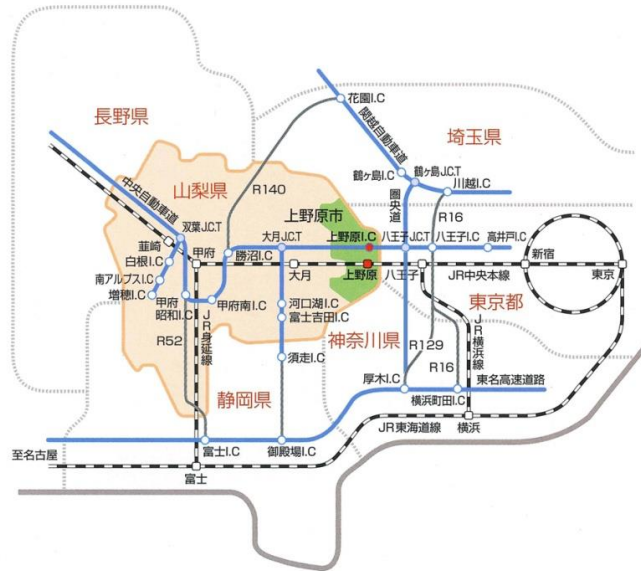 花園I.C
関越自動車道
長野県
埼玉県
鶴ヶ島I.C
鶴ヶ島J.C.T
川越I.C
中央自動車道
山梨県
R140
圏央道
R16
上野原市
双葉J.C.T
大月J.C.T
上野原I.C
八王子J.C.T
八王子I.C
高井戸I.C
韮崎
甲府
勝沼I.C
新宿
白根I.C
大月
上野原
八王子
JR中央本線
東京
南アルプスI.C
増穂I.C
甲府昭和I.C
甲府南I.C
河口湖I.C
富士吉田I.C
東京都
神奈川県
JR身延線
JR横浜線
R52
須走I.C
R129
R16
静岡県
厚木I.C
横浜町田I.C
東名高速道路
JR東海道線
横浜
至名古屋
富士I.C
御殿場I.C
富士